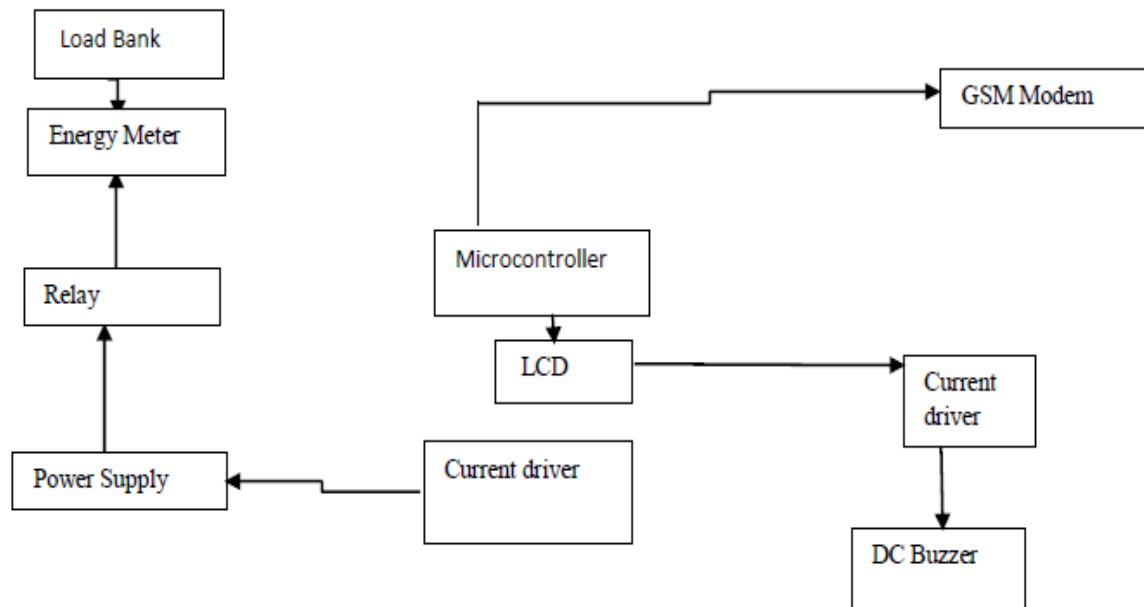 Load Bank
GSM Modem
Energy Meter
Microcontroller
Relay
LCD
Current
driver
Power Supply
Current driver
DC Buzzer